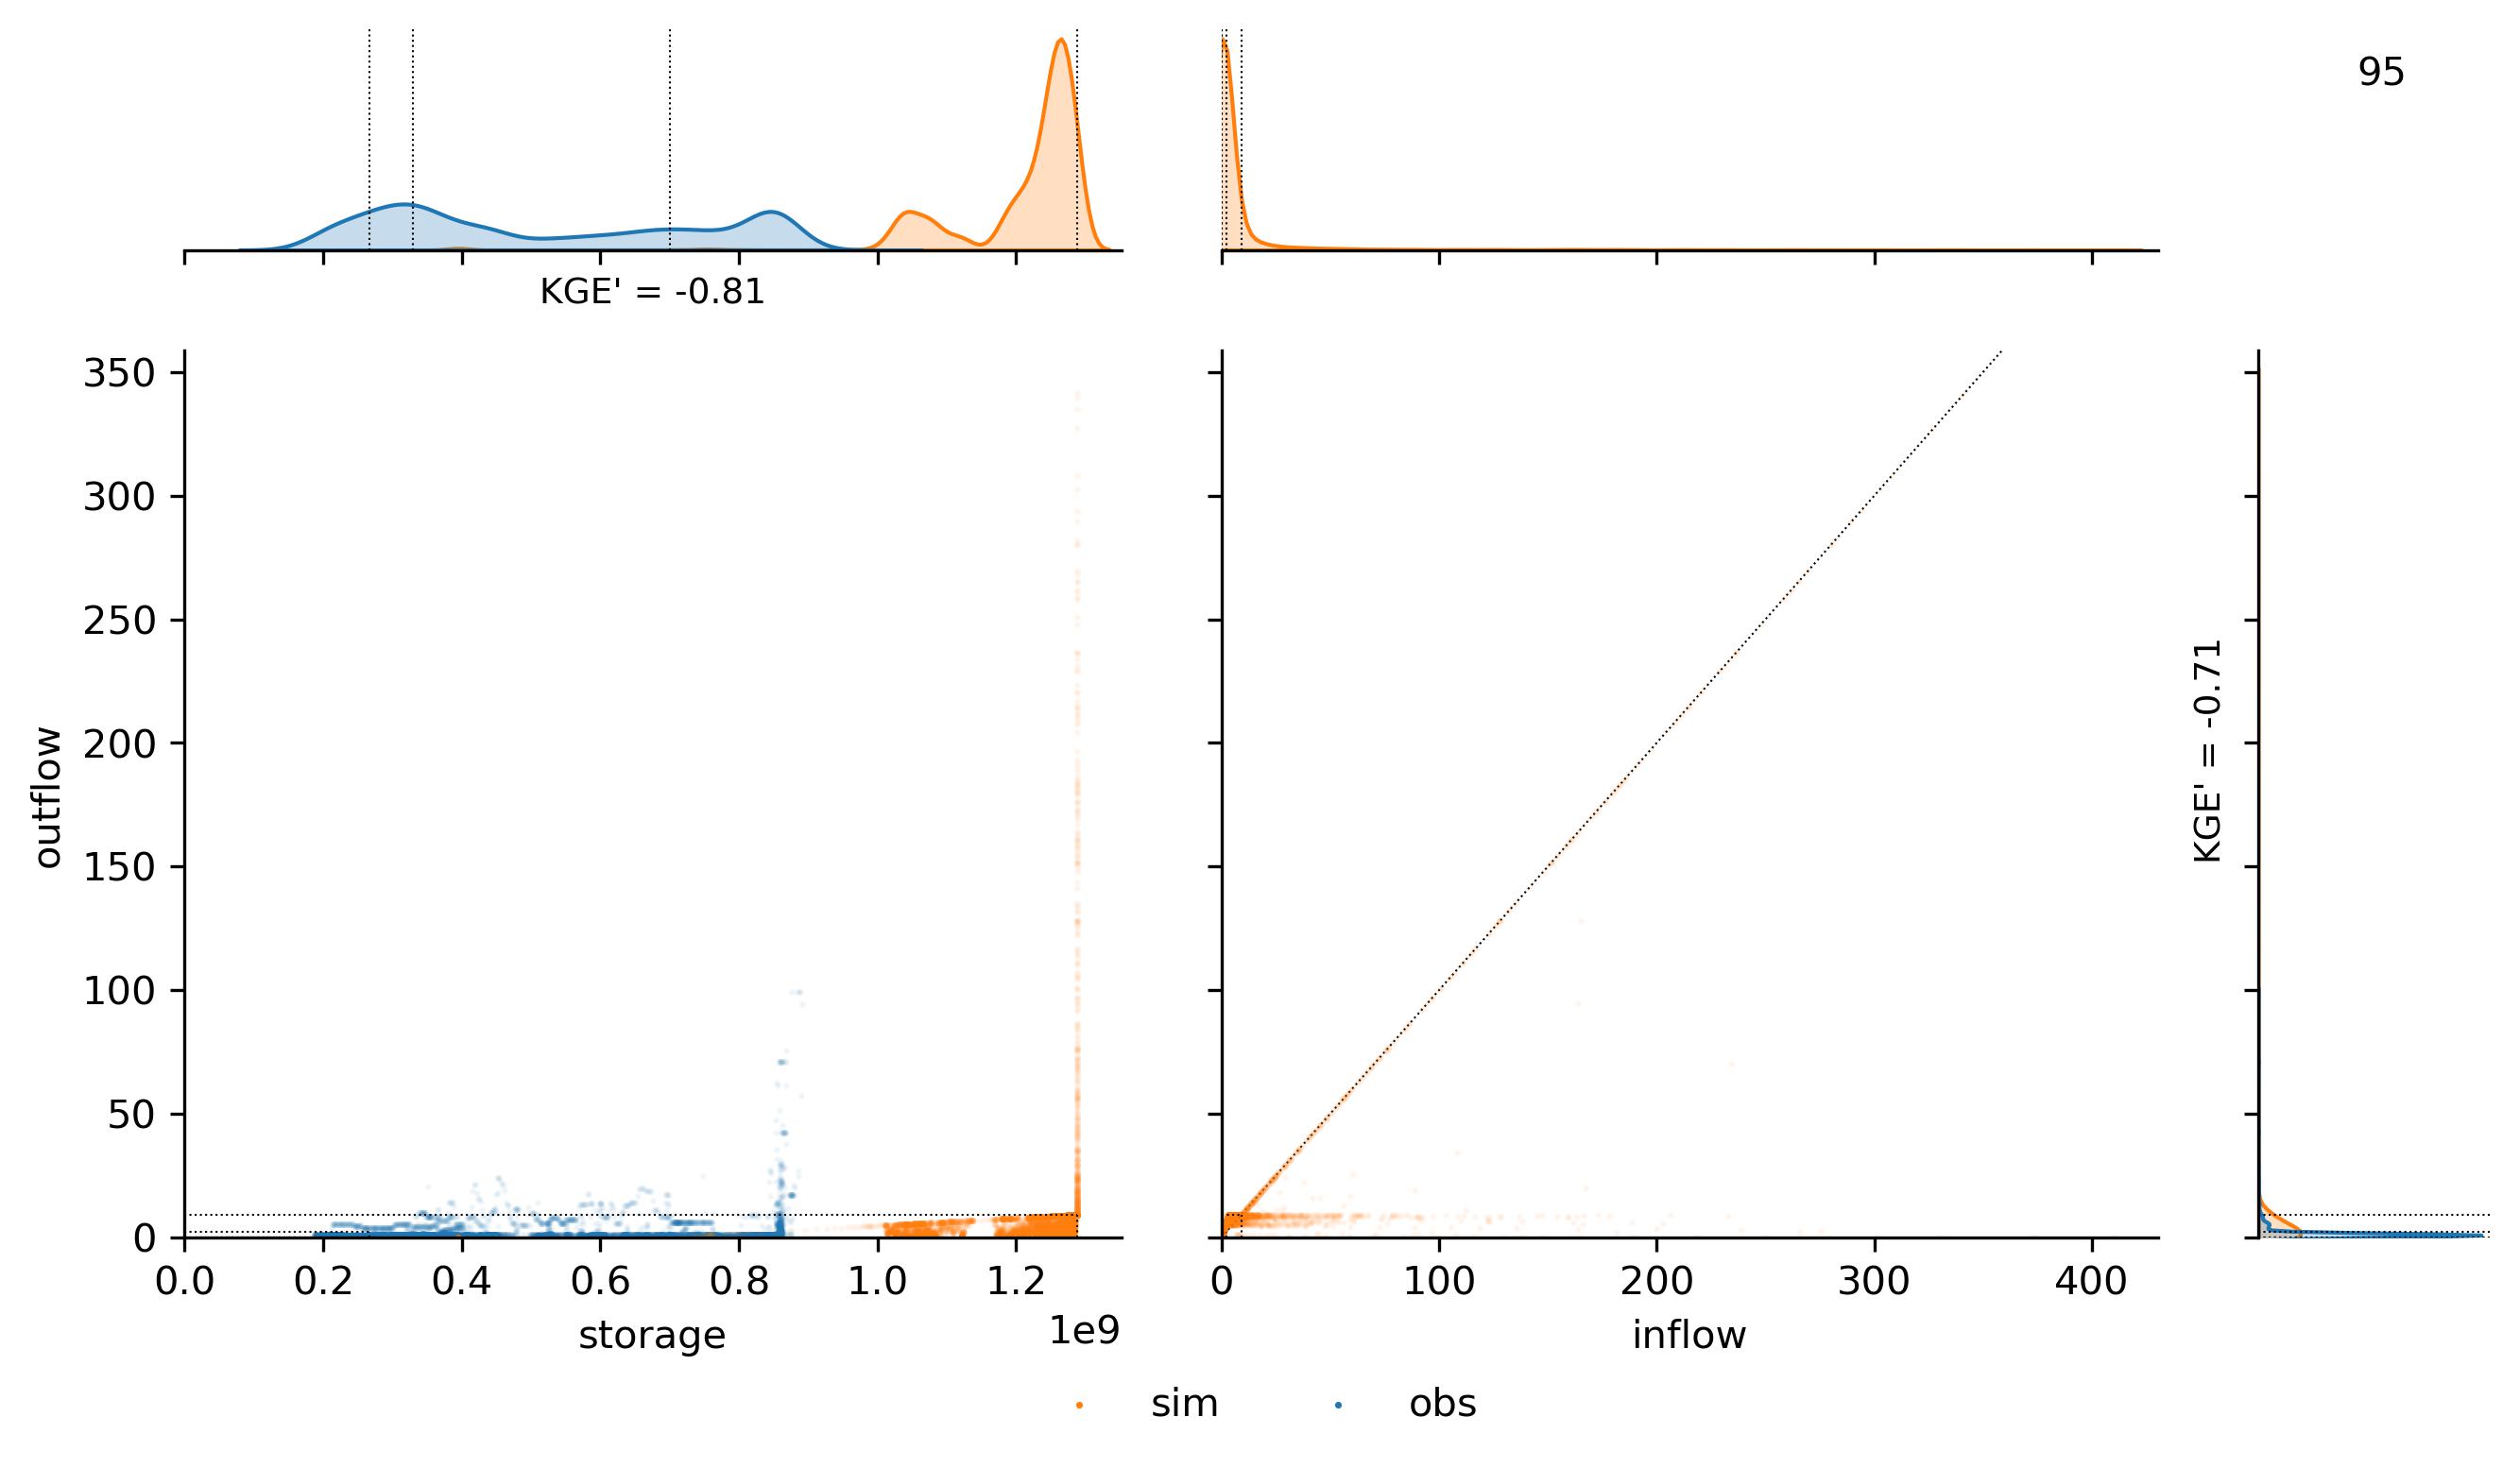 95
KGE' = -0.81
350
300
250
200
150
100
50
0
outflow
KGE' = -0.71
0.0 0.2 0.4 0.6 0.8 1.0 1.2
1e9
storage
0 100 200 300 400
inflow
sim obs